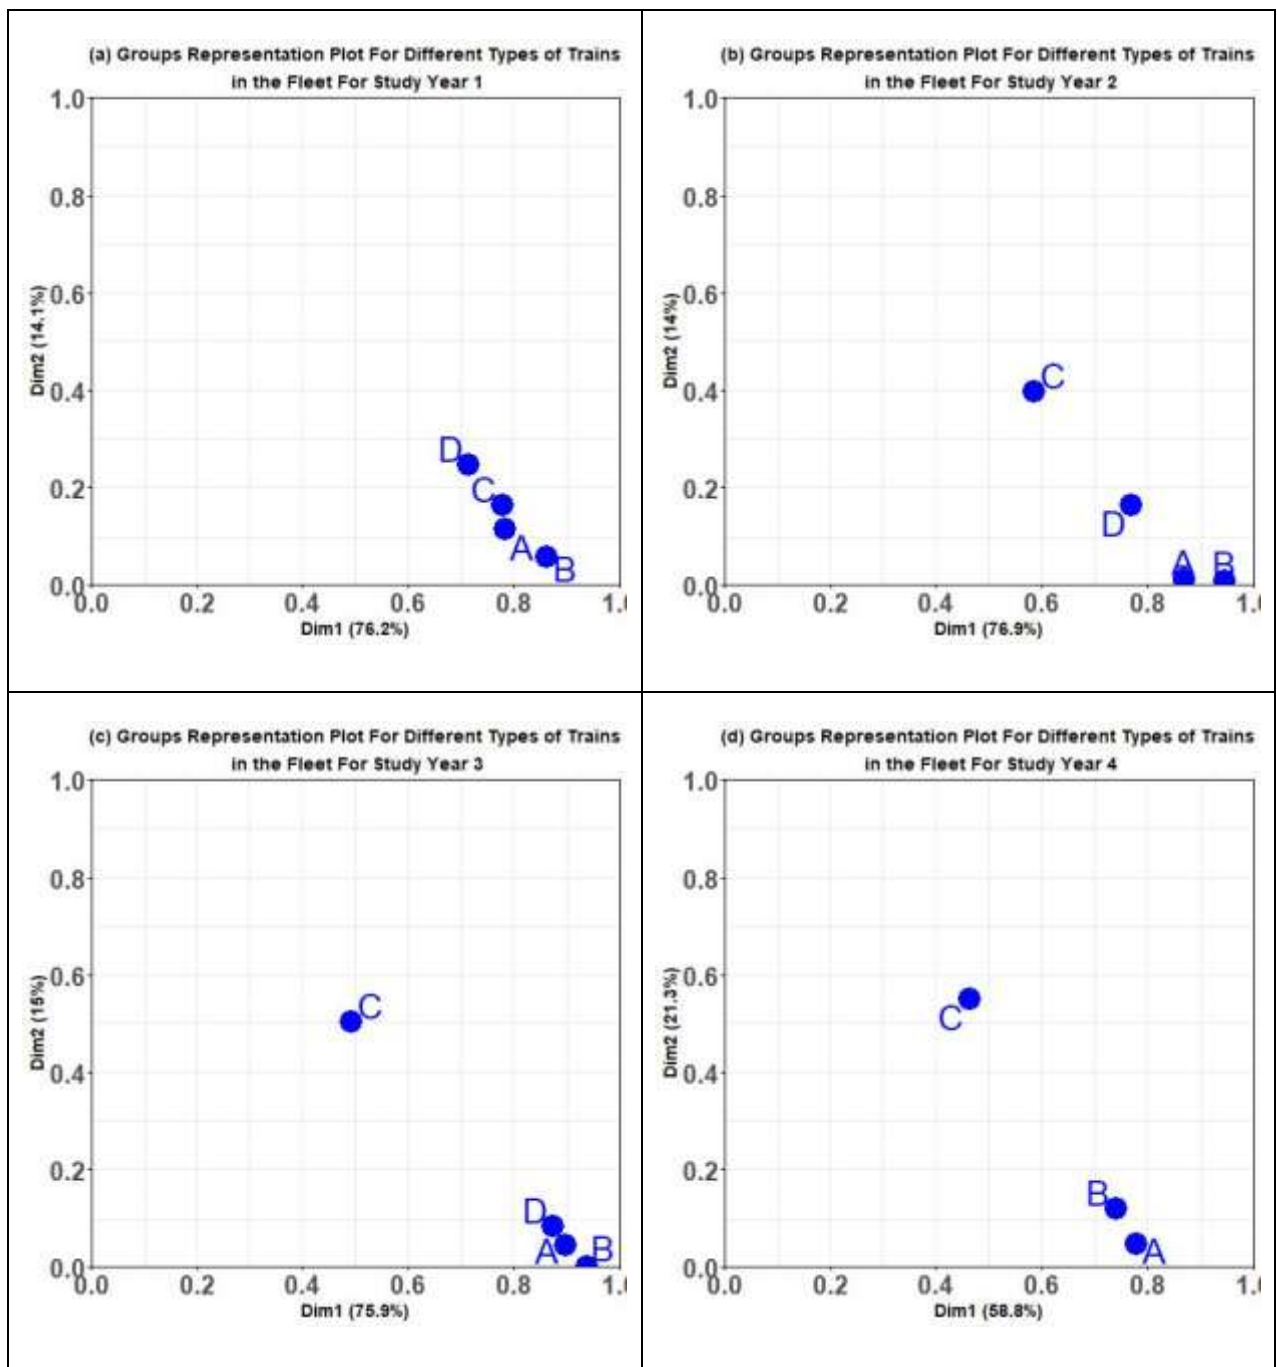 (a) Groups Representation Plot For Different Types of Trains
in the Fleet For Study Year 1
1.0
0.8
0.6
0.4
0.2
0.0
Dim2 (14.1%)
D
C
A
B
0.0 0.2 0.4 0.6 0.8 1.
Dim1 (76.2%)
(b) Groups Representation Plot For Different Types of Trains
in the Fleet For Study Year 2
1.0
0.8
0.6
0.4
0.2
0.0
Dim2 (14%)
C
D
A B
0.0 0.2 0.4 0.6 0.8 1.
Dim1 (76.9%)
(c) Groups Representation Plot For Different Types of Trains
in the Fleet For Study Year 3
1.0
0.8
0.6
0.4
0.2
0.0
Dim2 (15%)
C
D
A B
0.0 0.2 0.4 0.6 0.8 1.
Dim1 (75.9%)
(d) Groups Representation Plot For Different Types of Trains
in the Fleet For Study Year 4
1.0
0.8
0.6
0.4
0.2
0.0
Dim2 (21.3%)
C
B
A
0.0 0.2 0.4 0.6 0.8 1.
Dim1 (58.8%)